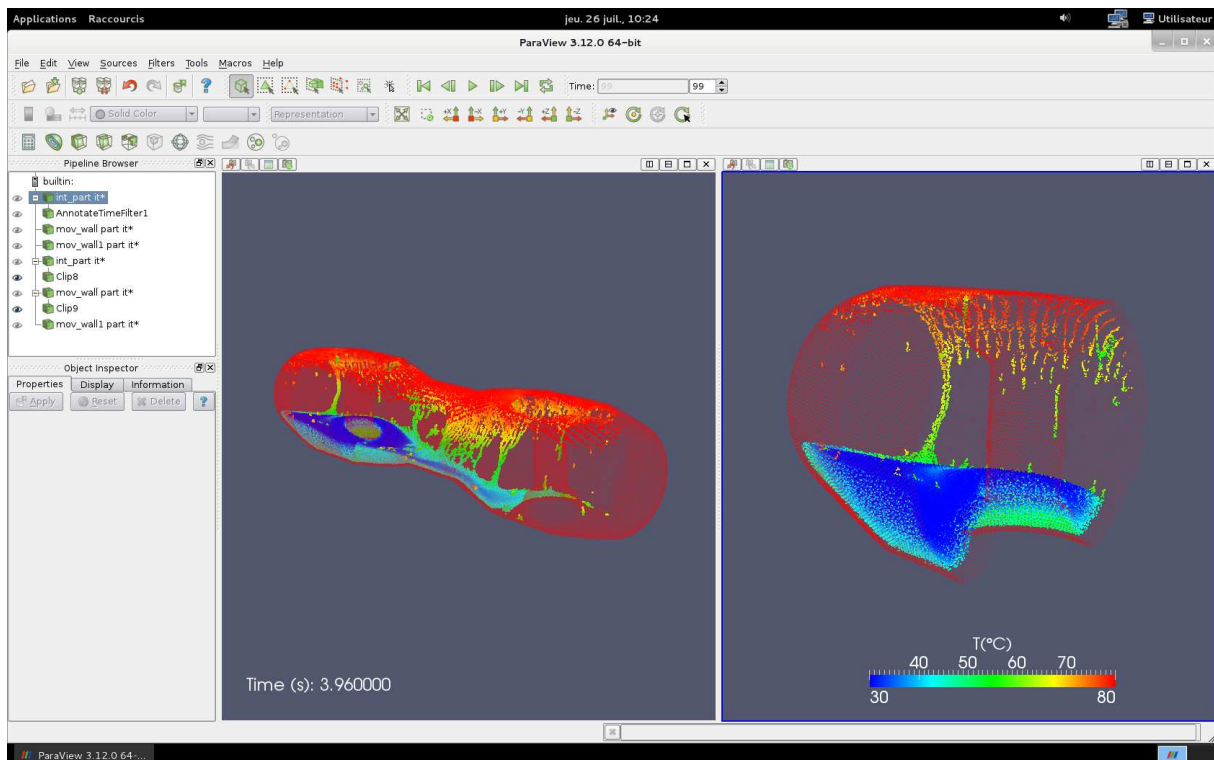 Applications Raccourcis jeu. 26 juil., 10:24 Utilisateur
ParaView 3.12.0 64-bit
File Edit View Sources Filters Tools Macros Help
Time: 99 99
Solid Color Representation
+X -X +Y -Y +Z -Z
Pipeline Browser
builtin:
int_part it*
AnnotateTimeFilter1
mov_wall part it*
mov_wall1 part it*
int_part it*
Clip8
mov_wall part it*
Clip9
mov_wall1 part it*
Object Inspector
Properties Display Information
Apply Reset Delete ?
Time (s): 3.960000
T(°C)
40 50 60 70
30 80
ParaView 3.12.0 64-...